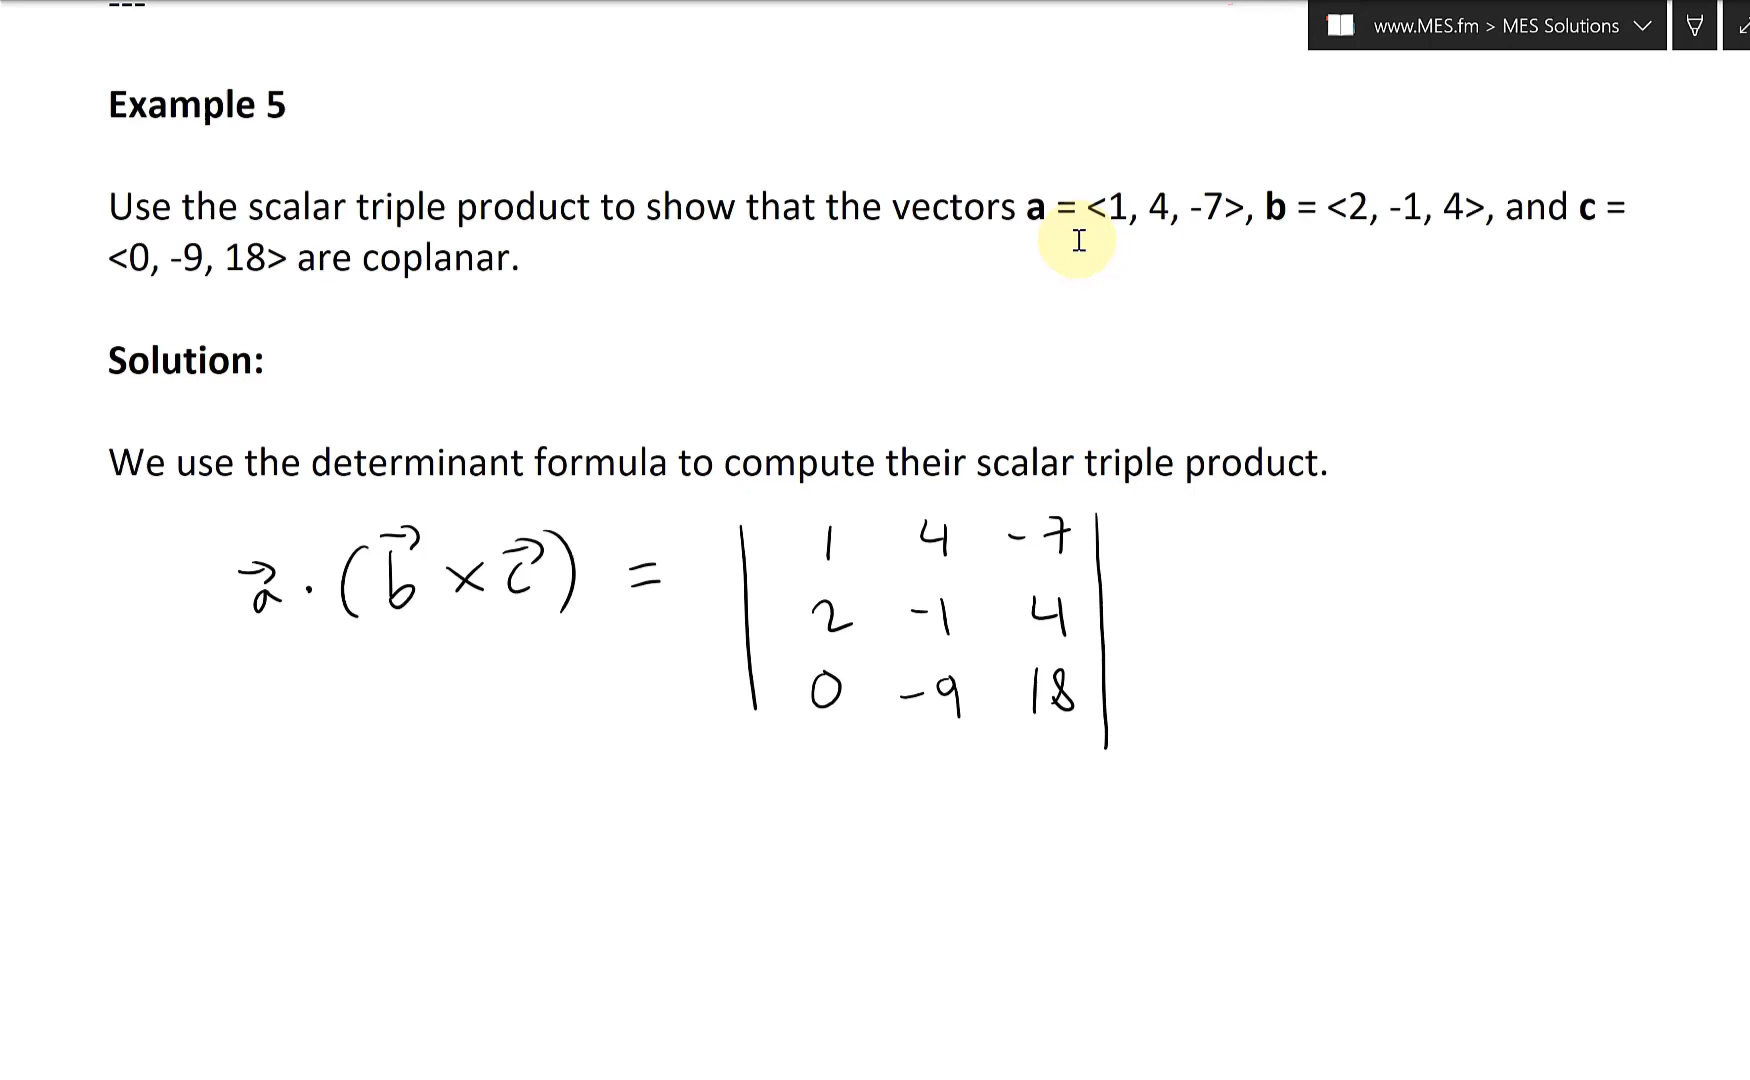 ---
www.MES.fm > MES Solutions
Example 5
Use the scalar triple product to show that the vectors a = <1, 4, -7>, b = <2, -1, 4>, and c =
<0, -9, 18> are coplanar.
Solution:
We use the determinant formula to compute their scalar triple product.
a⃗ · (b⃗ × c⃗) = | 1 4 -7 |
| 2 -1 4 |
| 0 -9 18 |